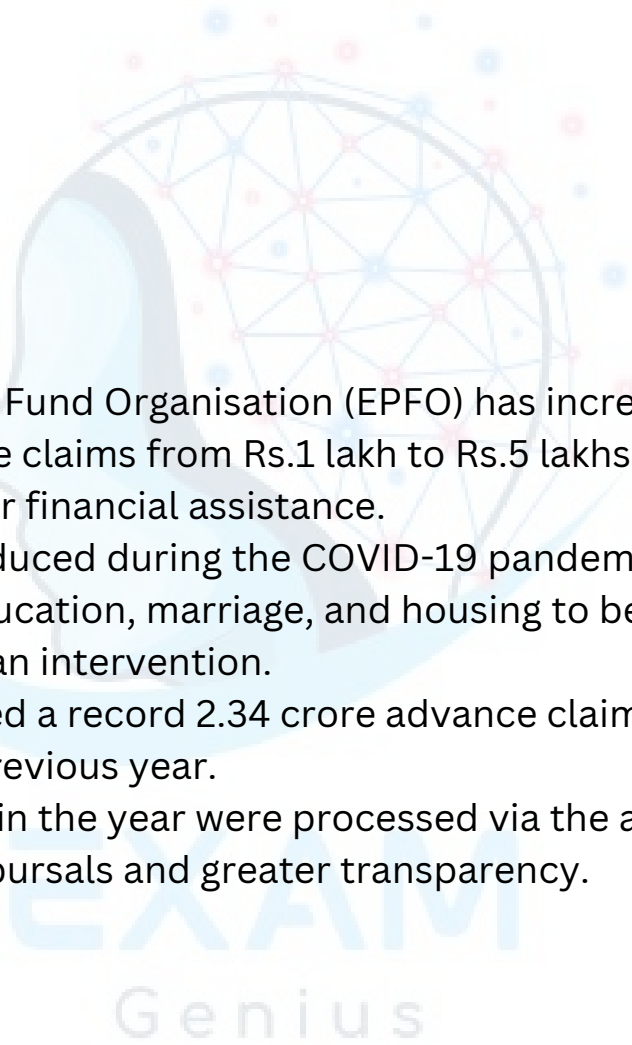 Fund Organisation (EPFO) has incre
e claims from Rs.1 lakh to Rs.5 lakhs
r financial assistance.
duced during the COVID-19 pandem
ucation, marriage, and housing to be
an intervention.
ed a record 2.34 crore advance claim
revious year.
in the year were processed via the a
bursals and greater transparency.
EXAM
Genius